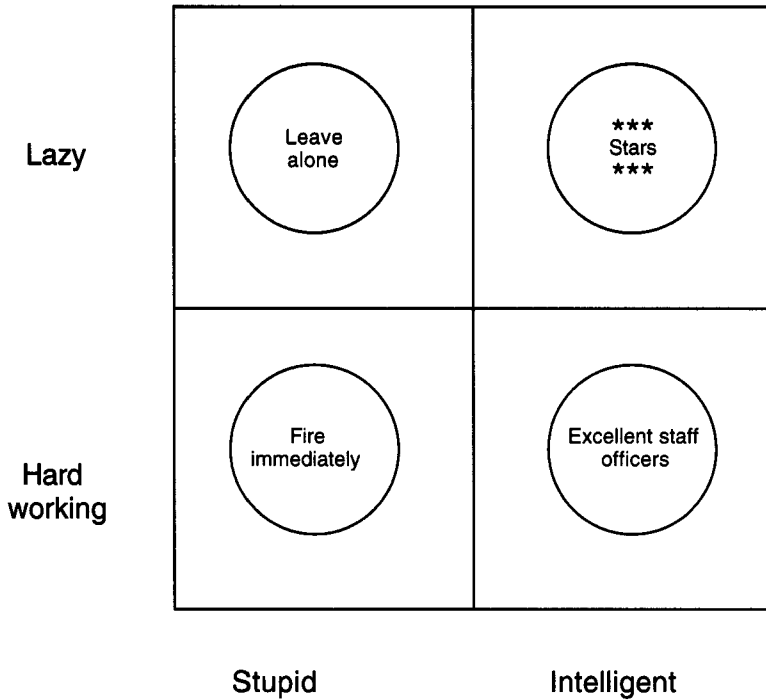 Lazy
Leave
alone
***
Stars
***
Hard
working
Fire
immediately
Excellent staff
officers
Stupid
Intelligent